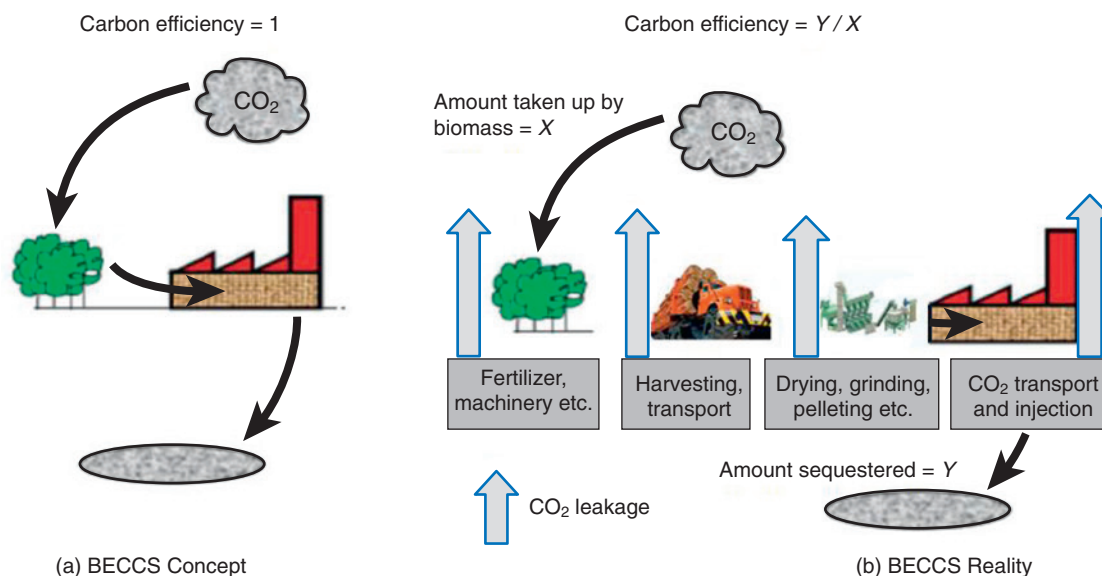 Carbon efficiency = 1
CO₂
(a) BECCS Concept
Carbon efficiency = Y / X
Amount taken up by
biomass = X
CO₂
Fertilizer,
machinery etc.
Harvesting,
transport
Drying, grinding,
pelleting etc.
CO₂ transport
and injection
Amount sequestered = Y
CO₂ leakage
(b) BECCS Reality